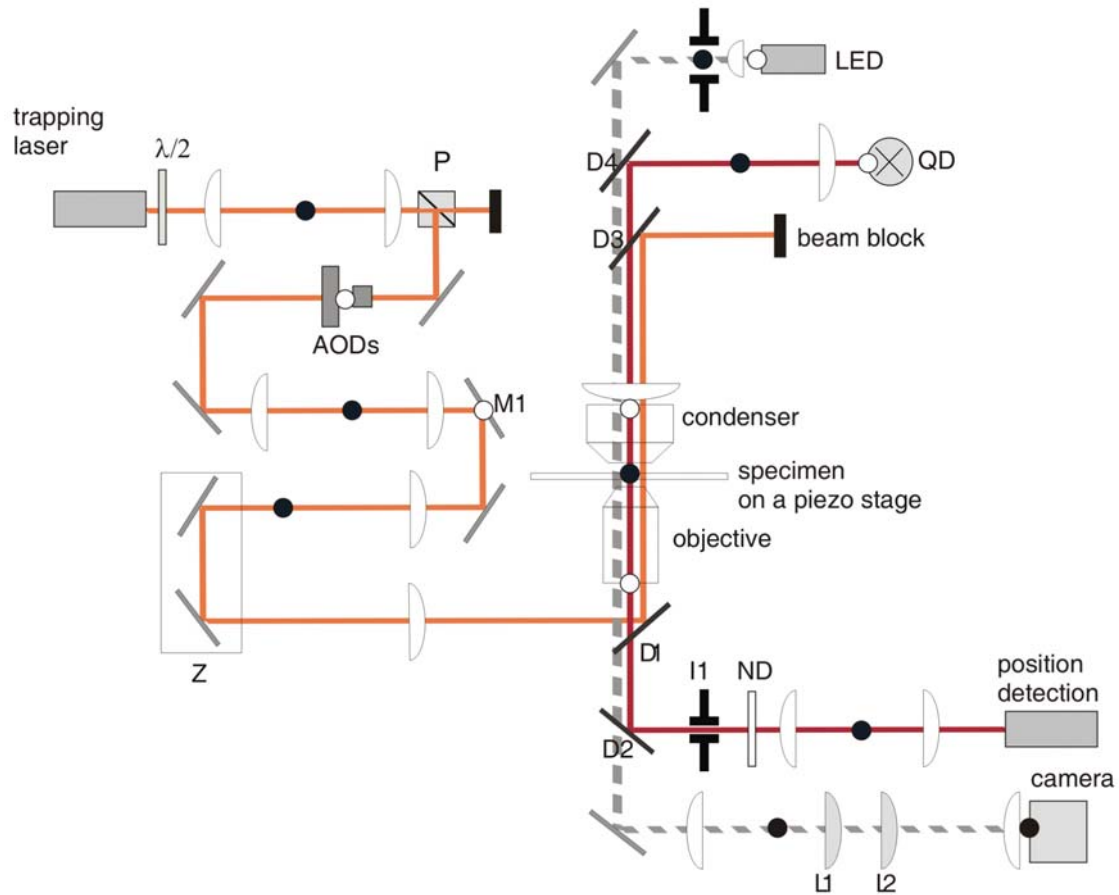 LED
trapping
laser
λ/2
P
D4
QD
D3
beam block
AODs
M1
condenser
specimen
on a piezo stage
objective
Z
D1
I1
ND
position
detection
D2
camera
L1
L2